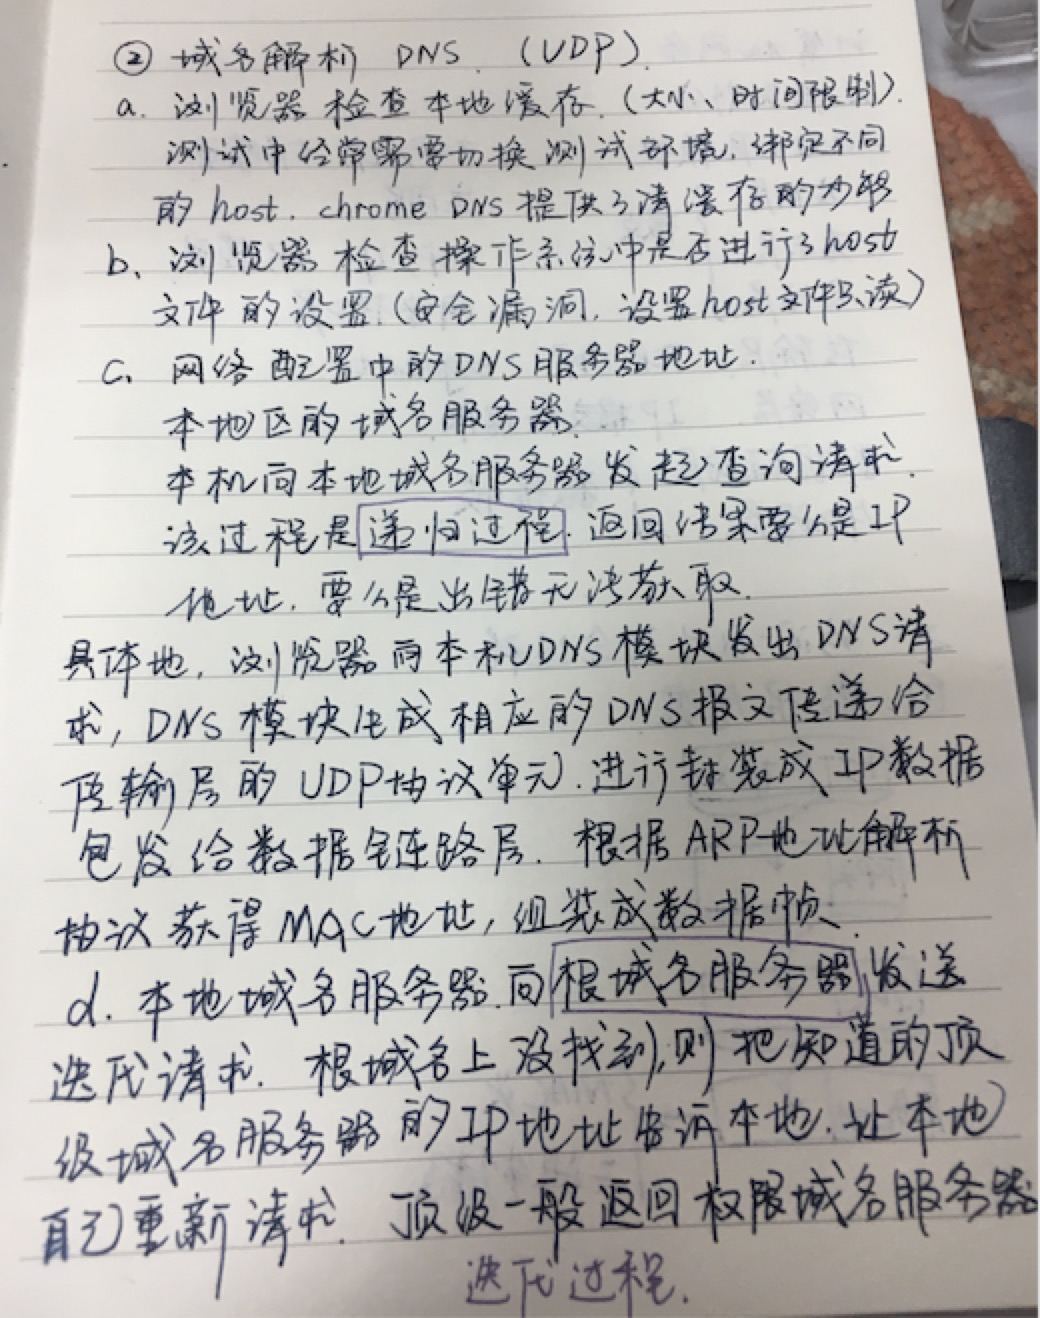 ② 域名解析 DNS. (UDP).
a. 浏览器检查本地缓存.(大小、时间限制).
测试中经常需要切换测试环境.绑定不同
的host. chrome DNS提供了清缓存的功能
b. 浏览器检查操作系统中是否进行了host
文件的设置.(安全漏洞.设置host文件只读)
c. 网络配置中的DNS服务器地址.
本地区的域名服务器.
本机向本地域名服务器发起查询请求.
该过程是递归过程.返回结果要么是IP
地址.要么是出错无法获取.
具体地,浏览器向本机DNS模块发出DNS请
求,DNS模块生成相应的DNS报文传递给
传输层的UDP协议单元.进行封装成IP数据
包发给数据链路层.根据ARP地址解析
协议获得MAC地址,组装成数据帧.
d. 本地域名服务器.向根域名服务器发送
迭代请求.根域名上没找到,则把知道的顶
级域名服务器的IP地址告诉本地.让本地
自己重新请求.顶级一般返回权限域名服务器
迭代过程.